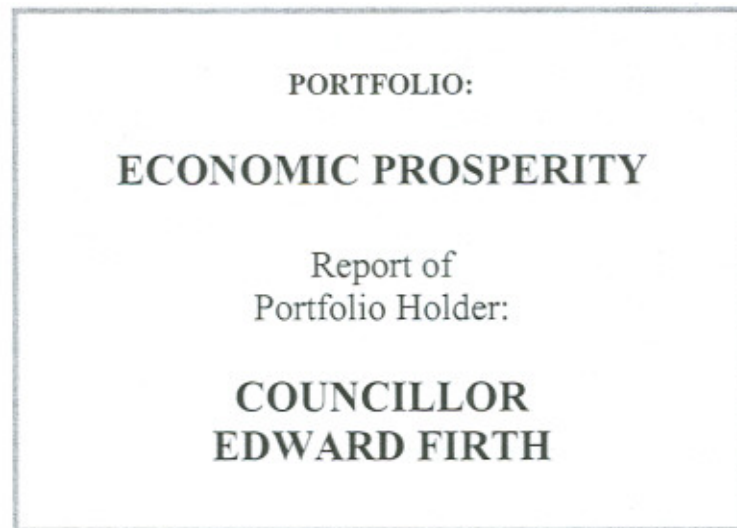 PORTFOLIO:
ECONOMIC PROSPERITY
Report of
Portfolio Holder:
COUNCILLOR
EDWARD FIRTH